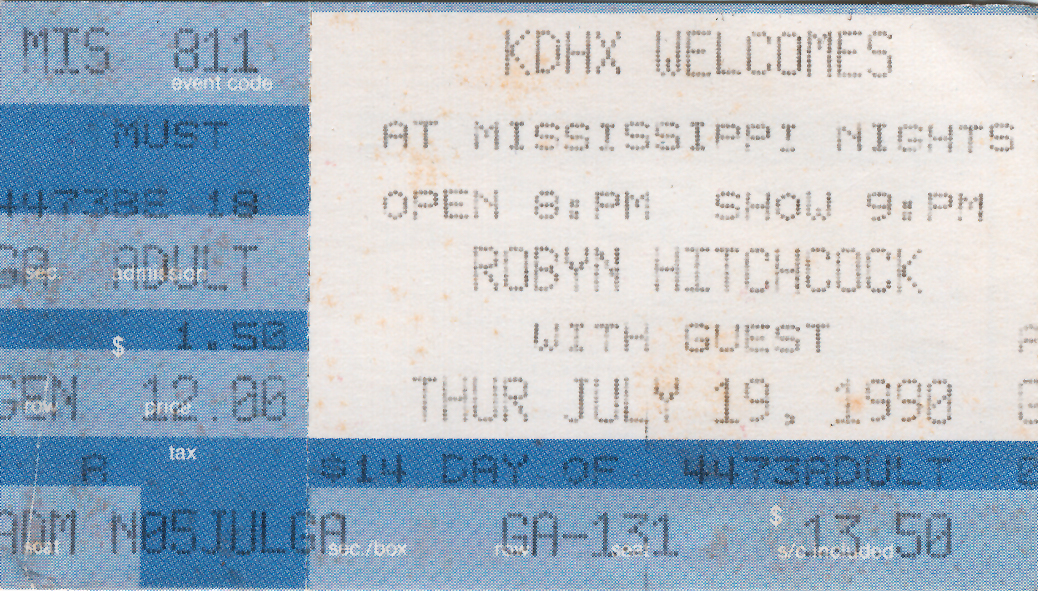 MIS 811
event code
MUST
447388E 18
GA ADULT
sec. admission
1.50
$
GEN 12.00
row price
tax
A
ADM N05JULGA
seat
KDHX WELCOMES
AT MISSISSIPPI NIGHTS
OPEN 8:PM SHOW 9:PM
ROBYN HITCHCOCK
WITH GUEST A
THUR JULY 19, 1990 G
$14 DAY OF 4473ADULT
GA-131 $ 13.50
sec./box row seat s/c included